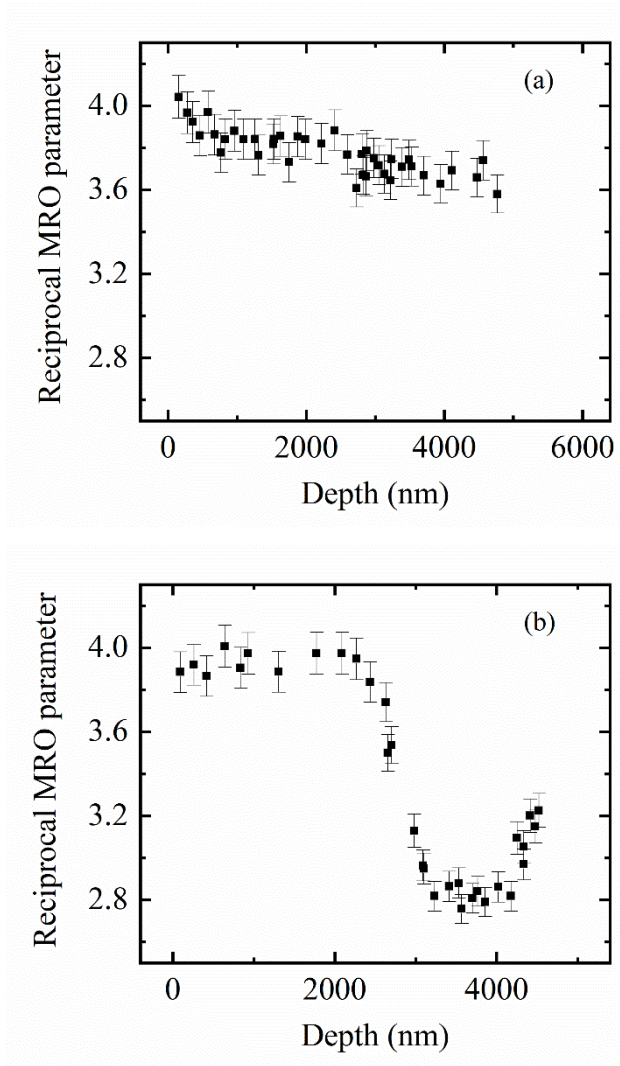 (a)
Reciprocal MRO parameter
4.0
3.6
3.2
2.8
0 2000 4000 6000
Depth (nm)
(b)
Reciprocal MRO parameter
4.0
3.6
3.2
2.8
0 2000 4000
Depth (nm)